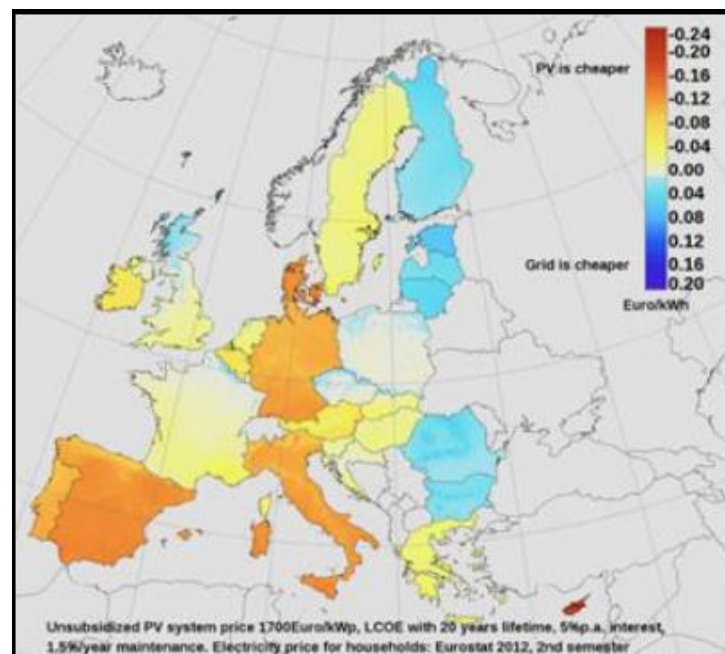 -0.24
-0.20
PV is cheaper
-0.16
-0.12
-0.08
-0.04
0.00
0.04
0.08
0.12
Grid is cheaper
0.16
0.20
Euro/kWh
Unsubsidized PV system price 1700Euro/kWp, LCOE with 20 years lifetime, 5%p.a. interest,
1.5%/year maintenance. Electricity price for households: Eurostat 2012, 2nd semester